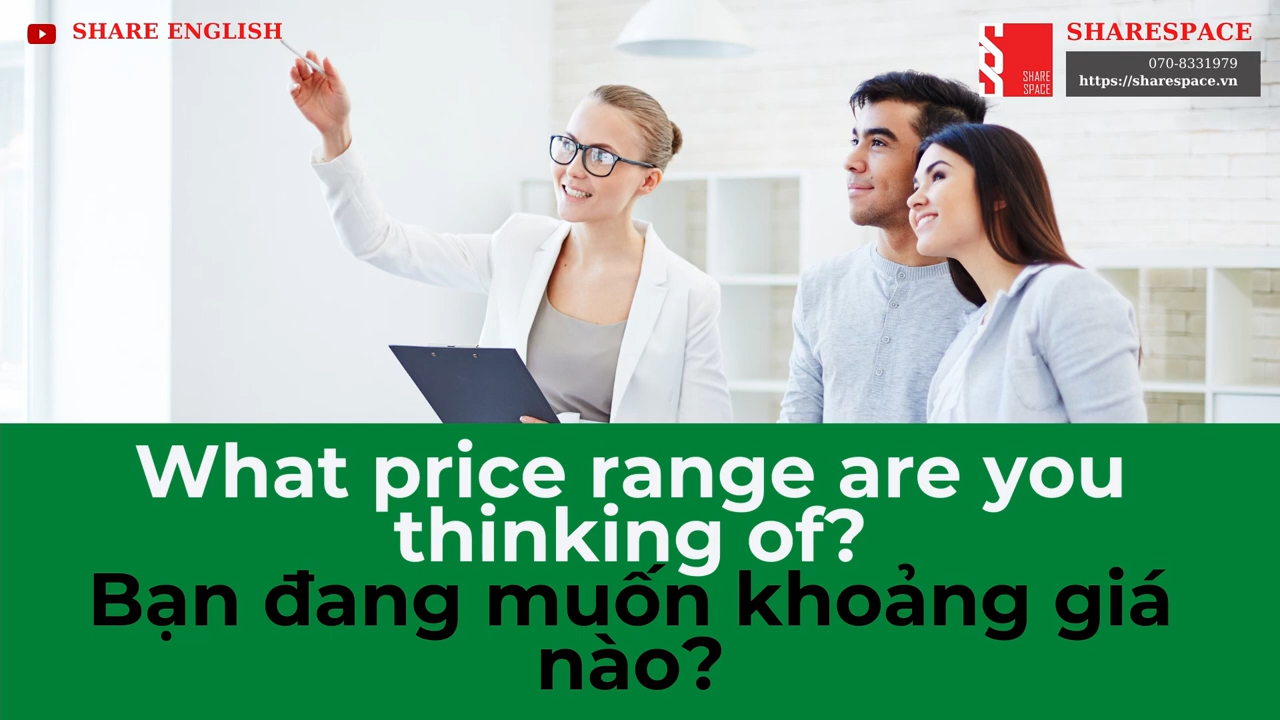 SHARE ENGLISH
SHARESPACE
070-8331979
https://sharespace.vn
SHARE
SPACE
What price range are you
thinking of?
Bạn đang muốn khoảng giá
nào?